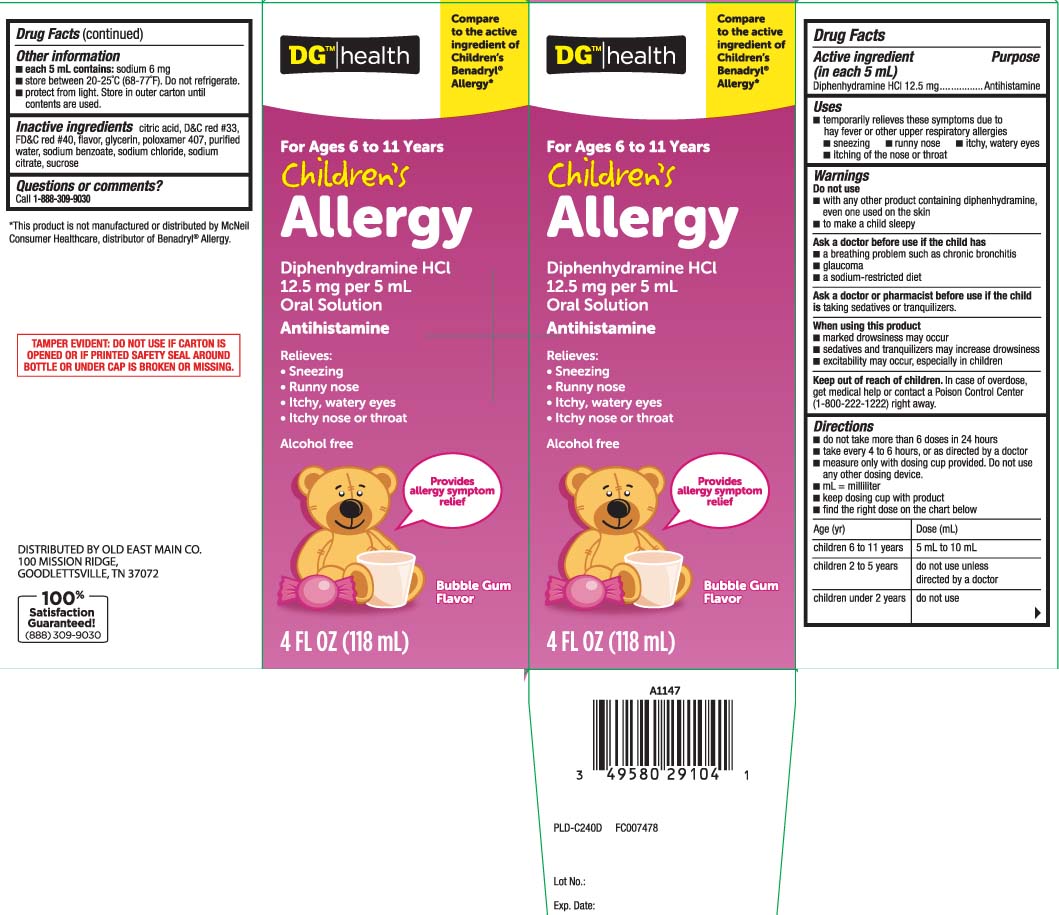 Drug Facts (continued)
Other information
■ each 5 mL contains: sodium 6 mg
■ store between 20-25˚C (68-77˚F). Do not refrigerate.
■ protect from light. Store in outer carton until
contents are used.
Inactive ingredients citric acid, D&C red #33,
FD&C red #40, flavor, glycerin, poloxamer 407, purified
water, sodium benzoate, sodium chloride, sodium
citrate, sucrose
Questions or comments?
Call 1-888-309-9030
*This product is not manufactured or distributed by McNeil
Consumer Healthcare, distributor of Benadryl® Allergy.
TAMPER EVIDENT: DO NOT USE IF CARTON IS
OPENED OR IF PRINTED SAFETY SEAL AROUND
BOTTLE OR UNDER CAP IS BROKEN OR MISSING.
DISTRIBUTED BY OLD EAST MAIN CO.
100 MISSION RIDGE,
GOODLETTSVILLE, TN 37072
100%
Satisfaction
Guaranteed!
(888) 309-9030
DG™|health
Compare
to the active
ingredient of
Children's
Benadryl®
Allergy*
For Ages 6 to 11 Years
Children's
Allergy
Diphenhydramine HCl
12.5 mg per 5 mL
Oral Solution
Antihistamine
Relieves:
• Sneezing
• Runny nose
• Itchy, watery eyes
• Itchy nose or throat
Alcohol free
Provides
allergy symptom
relief
Bubble Gum
Flavor
4 FL OZ (118 mL)
DG™|health
Compare
to the active
ingredient of
Children's
Benadryl®
Allergy*
For Ages 6 to 11 Years
Children's
Allergy
Diphenhydramine HCl
12.5 mg per 5 mL
Oral Solution
Antihistamine
Relieves:
• Sneezing
• Runny nose
• Itchy, watery eyes
• Itchy nose or throat
Alcohol free
Provides
allergy symptom
relief
Bubble Gum
Flavor
4 FL OZ (118 mL)
A1147
3 49580 29104 1
PLD-C240D FC007478
Lot No.:
Exp. Date:
Drug Facts
Active ingredient Purpose
(in each 5 mL)
Diphenhydramine HCl 12.5 mg................Antihistamine
Uses
■ temporarily relieves these symptoms due to
hay fever or other upper respiratory allergies
■ sneezing ■ runny nose ■ itchy, watery eyes
■ itching of the nose or throat
Warnings
Do not use
■ with any other product containing diphenhydramine,
even one used on the skin
■ to make a child sleepy
Ask a doctor before use if the child has
■ a breathing problem such as chronic bronchitis
■ glaucoma
■ a sodium-restricted diet
Ask a doctor or pharmacist before use if the child
is taking sedatives or tranquilizers.
When using this product
■ marked drowsiness may occur
■ sedatives and tranquilizers may increase drowsiness
■ excitability may occur, especially in children
Keep out of reach of children. In case of overdose,
get medical help or contact a Poison Control Center
(1-800-222-1222) right away.
Directions
■ do not take more than 6 doses in 24 hours
■ take every 4 to 6 hours, or as directed by a doctor
■ measure only with dosing cup provided. Do not use
any other dosing device.
■ mL = milliliter
■ keep dosing cup with product
■ find the right dose on the chart below
Age (yr) Dose (mL)
children 6 to 11 years 5 mL to 10 mL
children 2 to 5 years do not use unless
directed by a doctor
children under 2 years do not use